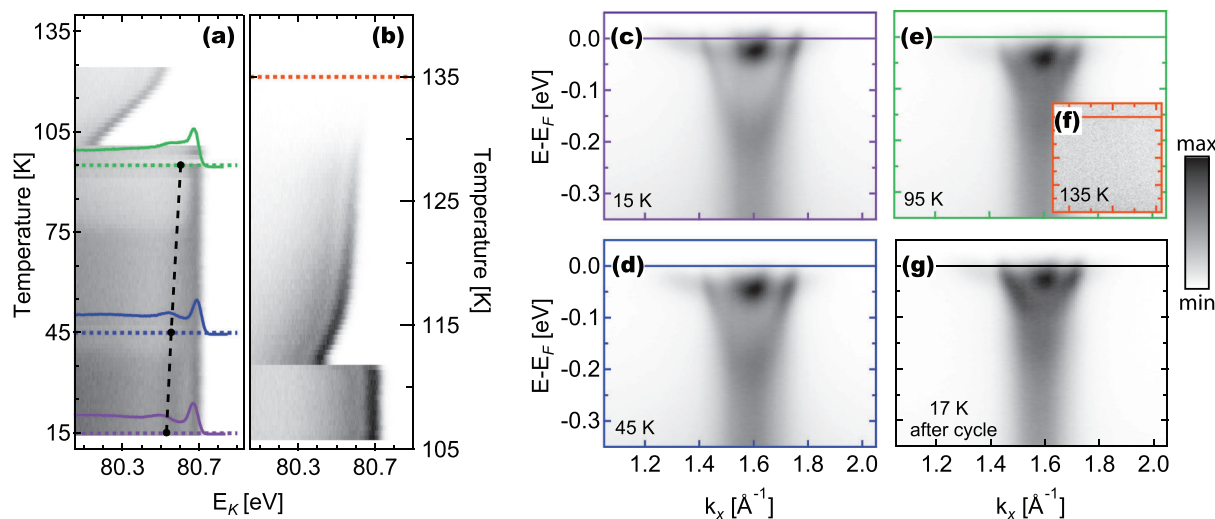 (a)
135
105
75
45
15
Temperature [K]
80.3
80.7
(b)
135
125
115
105
Temperature [K]
80.3
80.7
E_K [eV]
(c)
0.0
-0.1
-0.2
-0.3
E-E_F [eV]
15 K
(e)
95 K
(f)
135 K
max
min
(d)
0.0
-0.1
-0.2
-0.3
E-E_F [eV]
45 K
1.2
1.4
1.6
1.8
2.0
k_x [Å⁻¹]
(g)
17 K
after cycle
1.2
1.4
1.6
1.8
2.0
k_x [Å⁻¹]